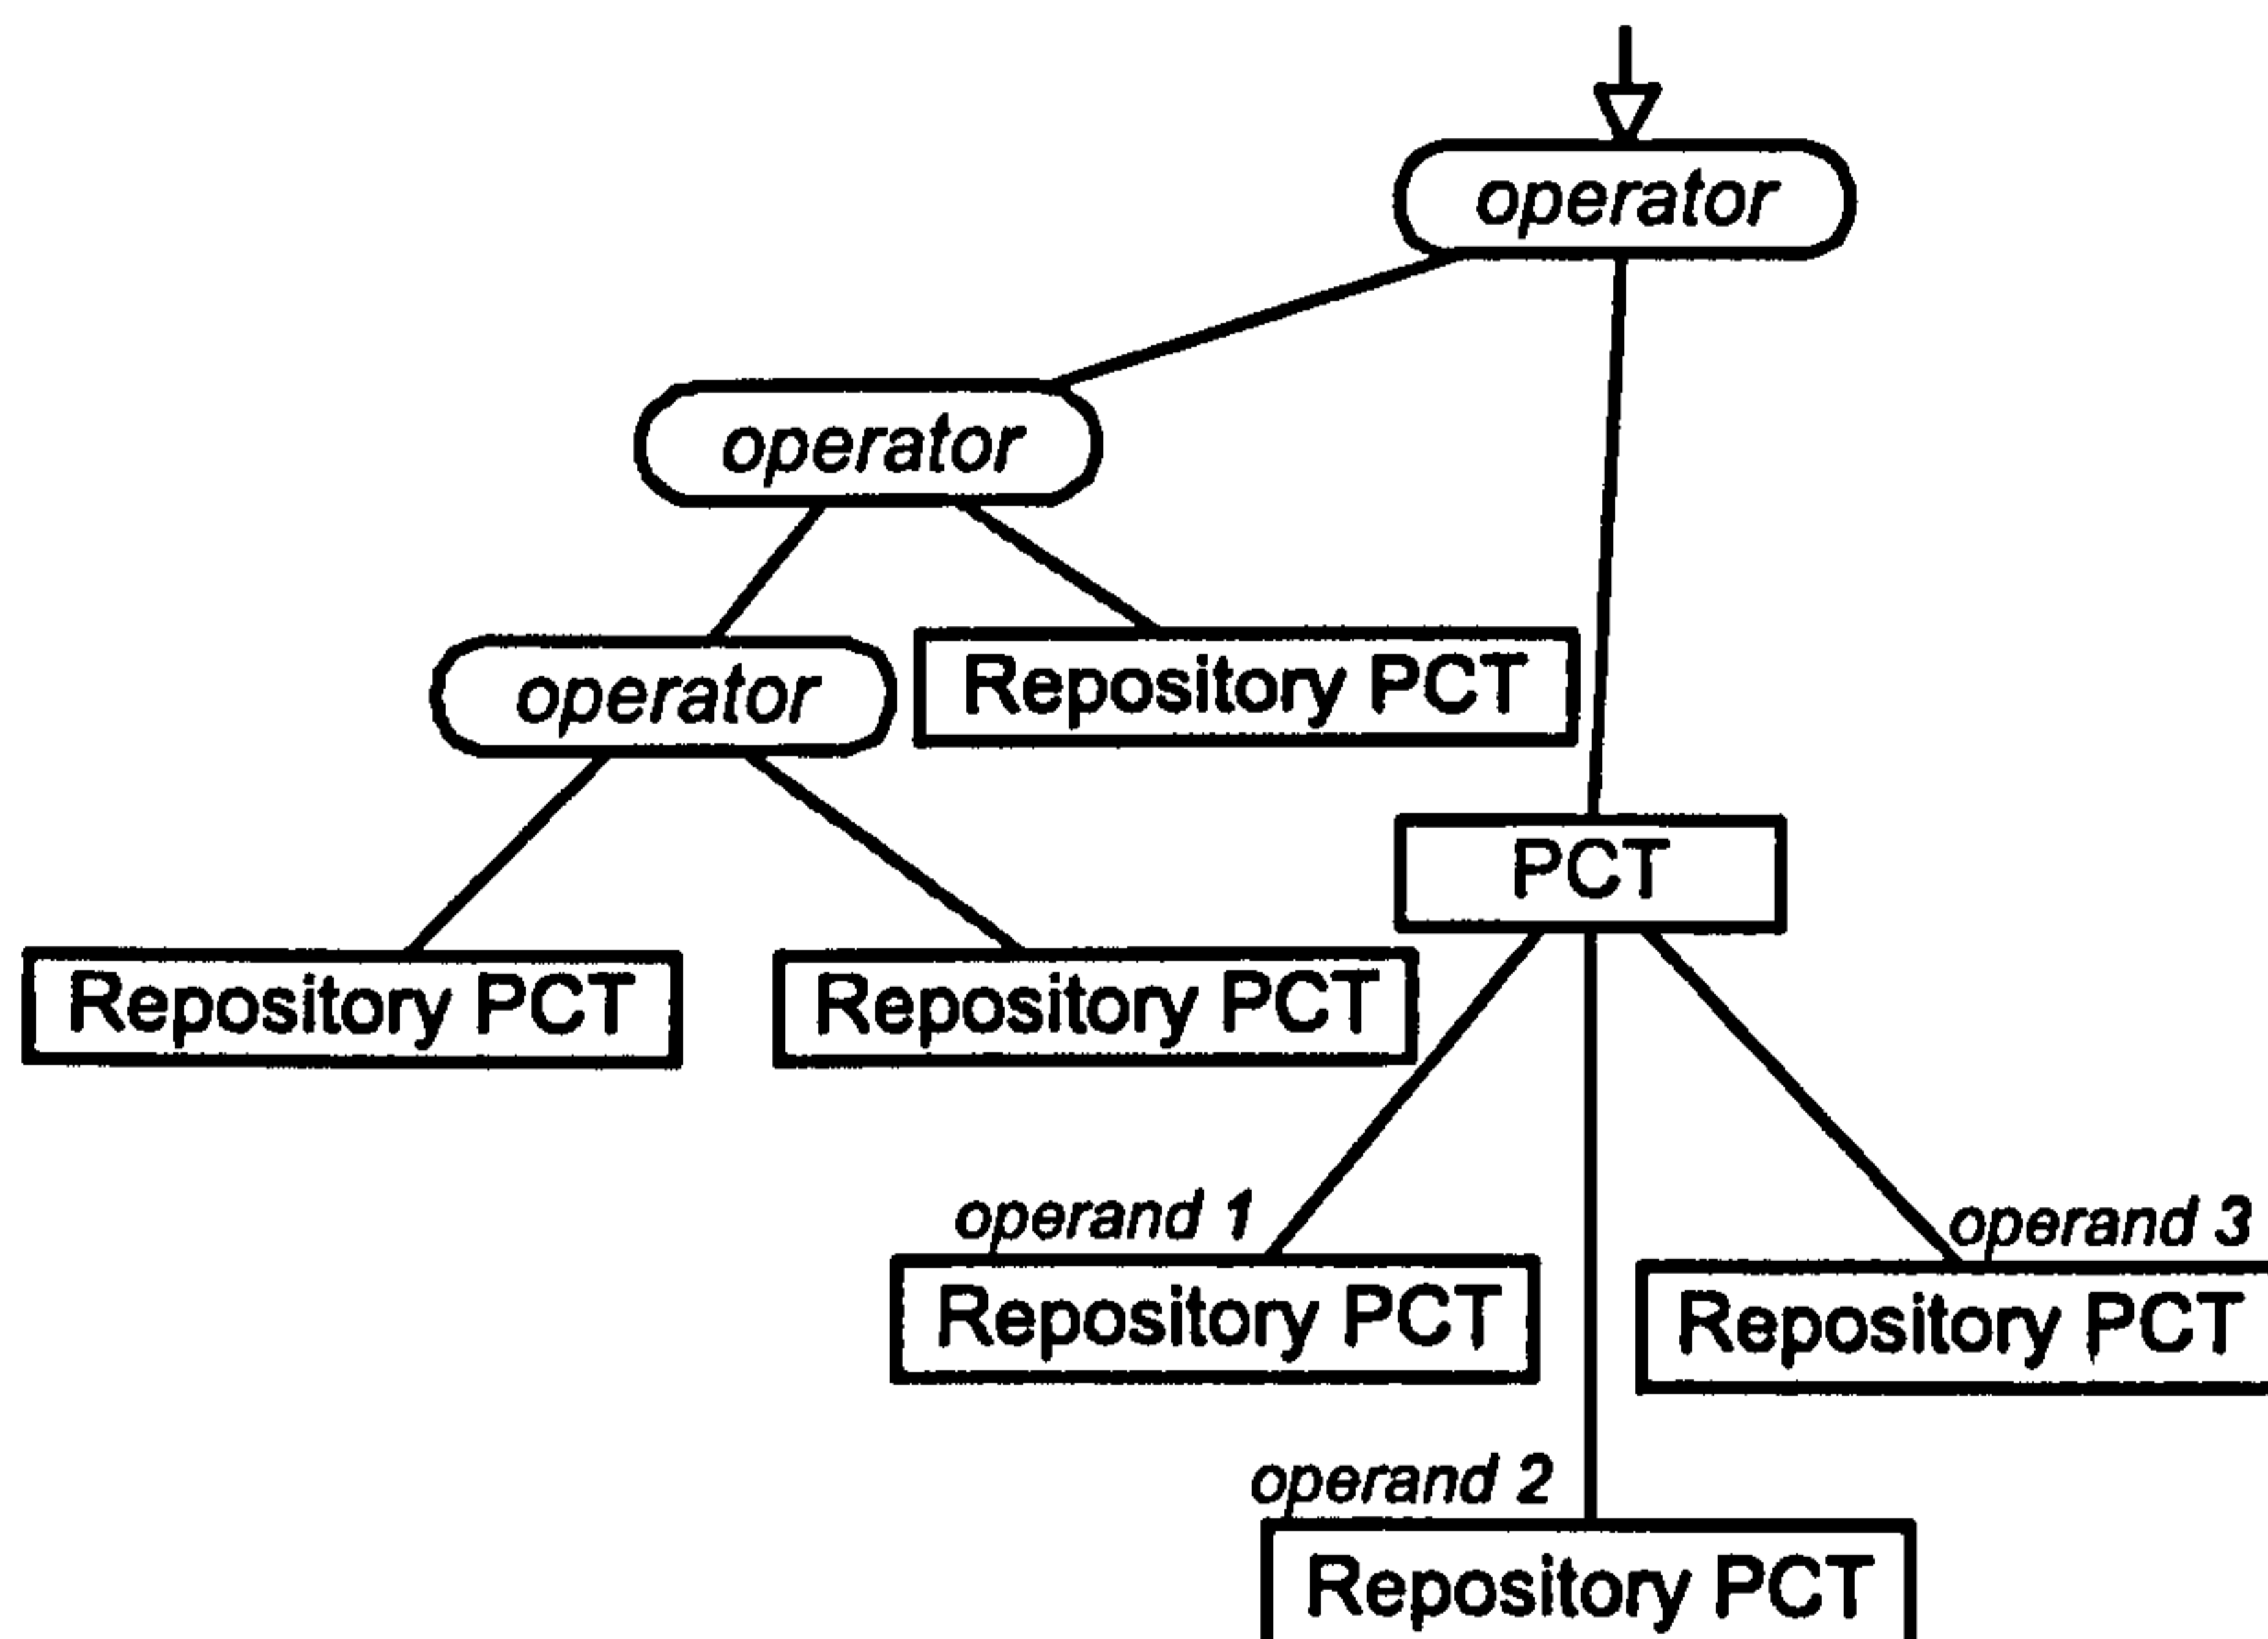 operator
operator
operator
Repository PCT
PCT
Repository PCT
Repository PCT
operand 1
operand 3
Repository PCT
Repository PCT
operand 2
Repository PCT